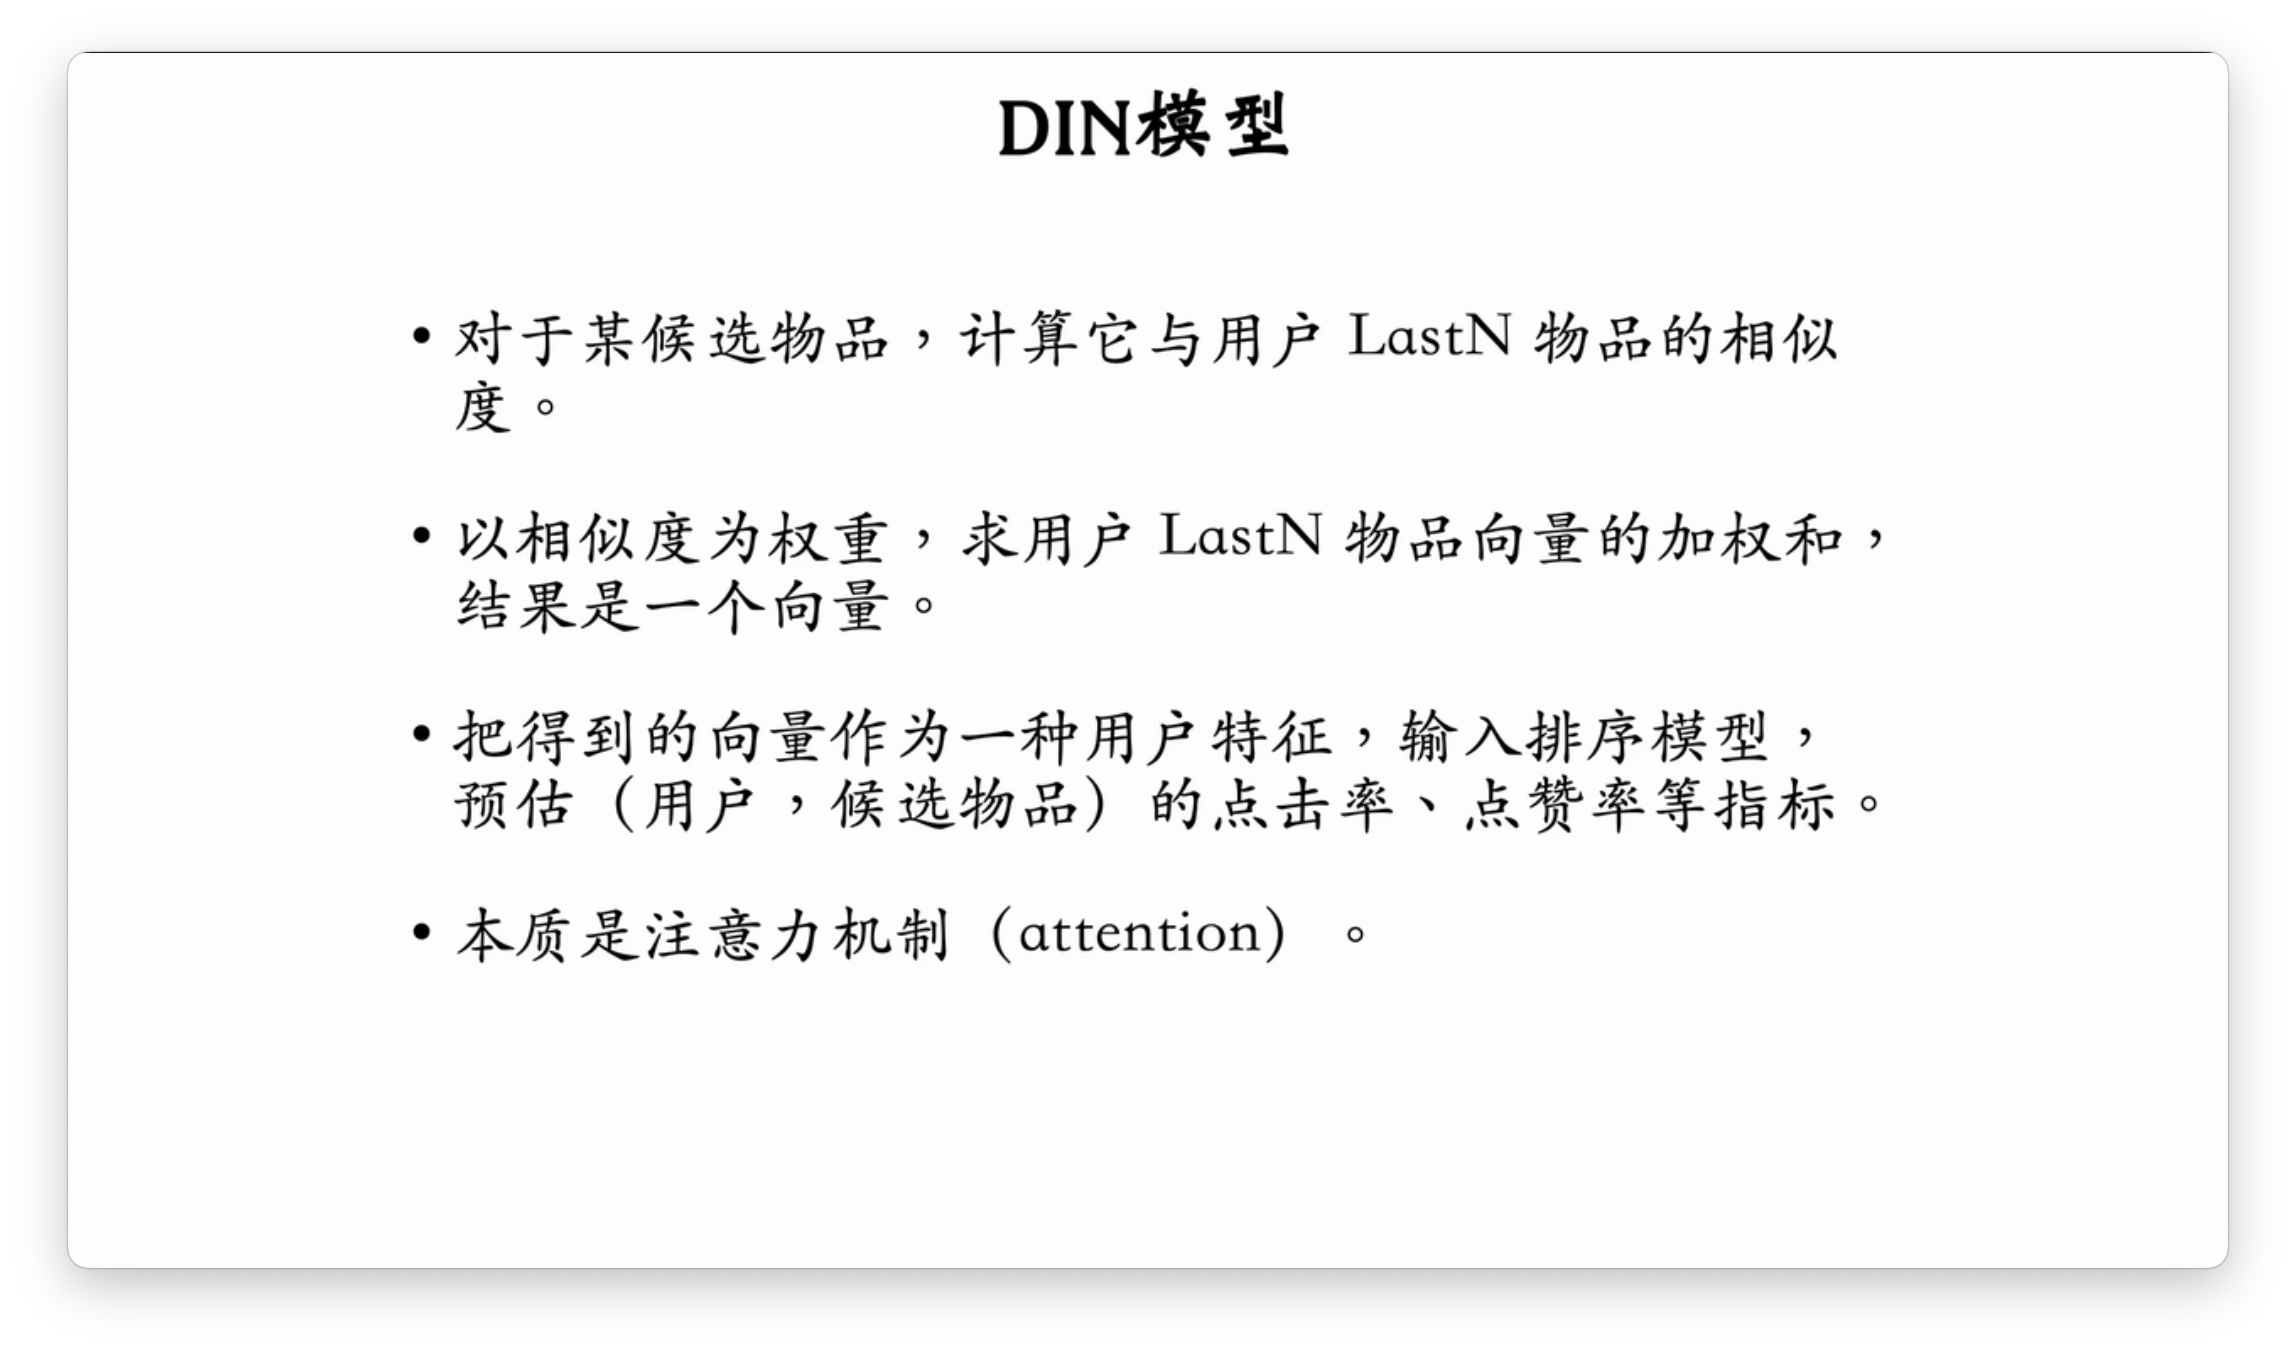 DIN模型
• 对于某候选物品，计算它与用户 LastN 物品的相似
度。
• 以相似度为权重，求用户 LastN 物品向量的加权和，
结果是一个向量。
• 把得到的向量作为一种用户特征，输入排序模型，
预估（用户，候选物品）的点击率、点赞率等指标。
• 本质是注意力机制（attention）。